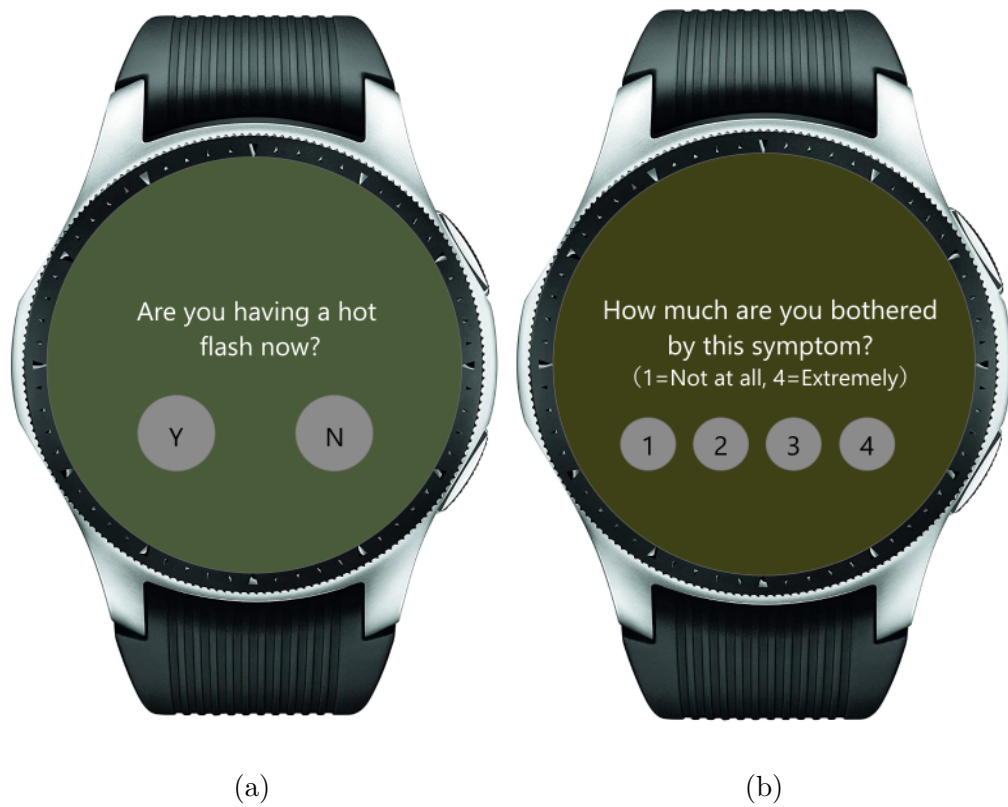 Are you having a hot
flash now?
Y N
How much are you bothered
by this symptom?
（1=Not at all, 4=Extremely）
1 2 3 4
(a) (b)